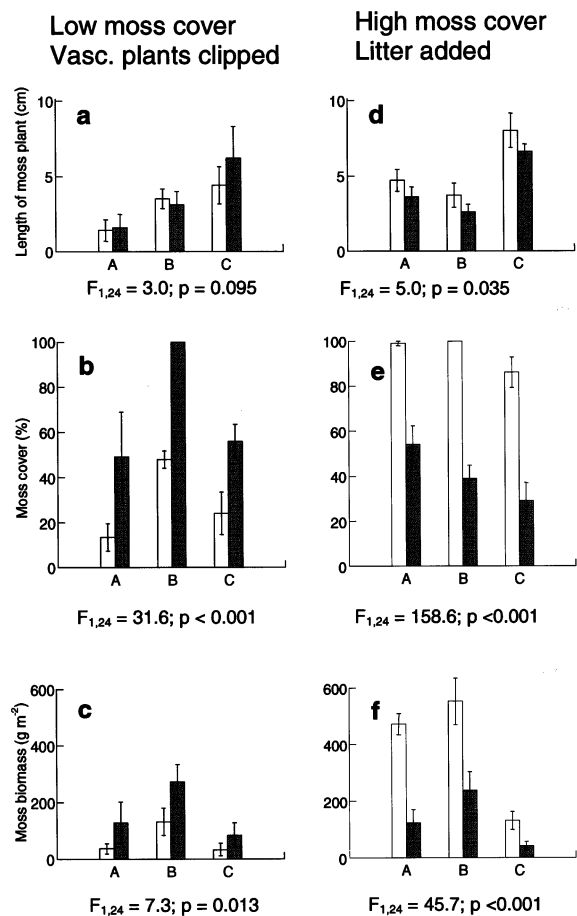 Low moss cover
Vasc. plants clipped
High moss cover
Litter added
Length of moss plant (cm)
10
5
0
a
A B C
F1,24 = 3.0; p = 0.095
10
5
0
d
A B C
F1,24 = 5.0; p = 0.035
Moss cover (%)
100
80
60
40
20
0
b
A B C
F1,24 = 31.6; p < 0.001
100
80
60
40
20
0
e
A B C
F1,24 = 158.6; p <0.001
Moss biomass (g m-2)
600
400
200
0
c
A B C
F1,24 = 7.3; p = 0.013
600
400
200
0
f
A B C
F1,24 = 45.7; p <0.001